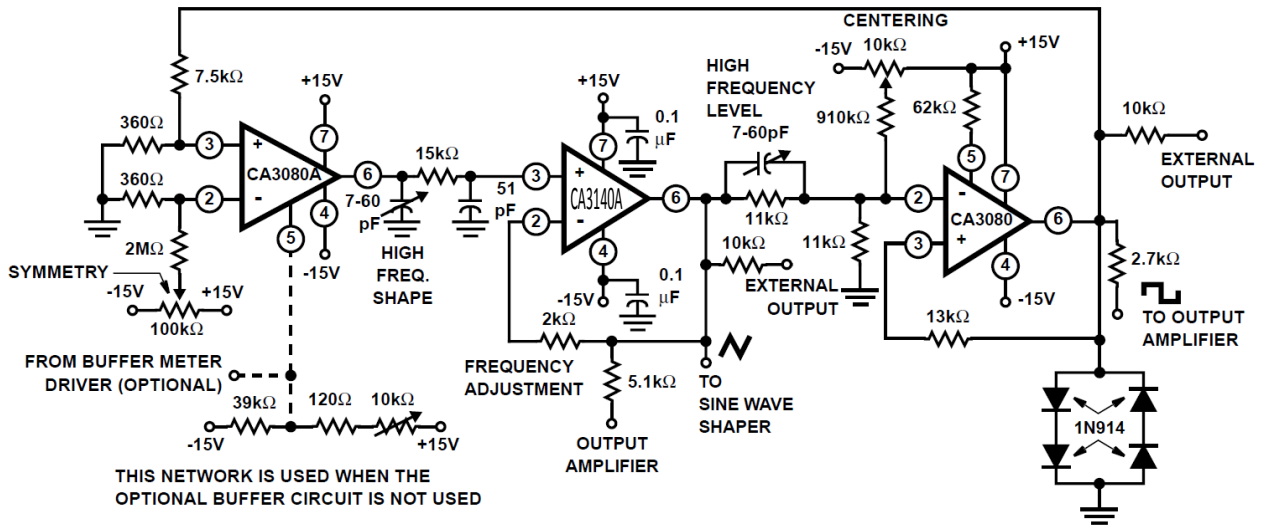 CENTERING
-15V
10kΩ
+15V
7.5kΩ
+15V
+15V
0.1
μF
HIGH
FREQUENCY
LEVEL
7-60pF
910kΩ
62kΩ
10kΩ
EXTERNAL
OUTPUT
360Ω
3
+
7
CA3080A
6
15kΩ
7
3
+
CA3140A
6
5
7
360Ω
2
-
4
5
-15V
7-60
pF
51
pF
HIGH
FREQ.
SHAPE
2
-
4
-15V
0.1
μF
11kΩ
11kΩ
10kΩ
EXTERNAL
OUTPUT
2
-
CA3080
6
3
+
4
-15V
2.7kΩ
TO OUTPUT
AMPLIFIER
2MΩ
SYMMETRY
-15V
+15V
100kΩ
2kΩ
13kΩ
FROM BUFFER METER
DRIVER (OPTIONAL)
FREQUENCY
ADJUSTMENT
5.1kΩ
TO
SINE WAVE
SHAPER
39kΩ
120Ω
10kΩ
-15V
+15V
OUTPUT
AMPLIFIER
1N914
THIS NETWORK IS USED WHEN THE
OPTIONAL BUFFER CIRCUIT IS NOT USED